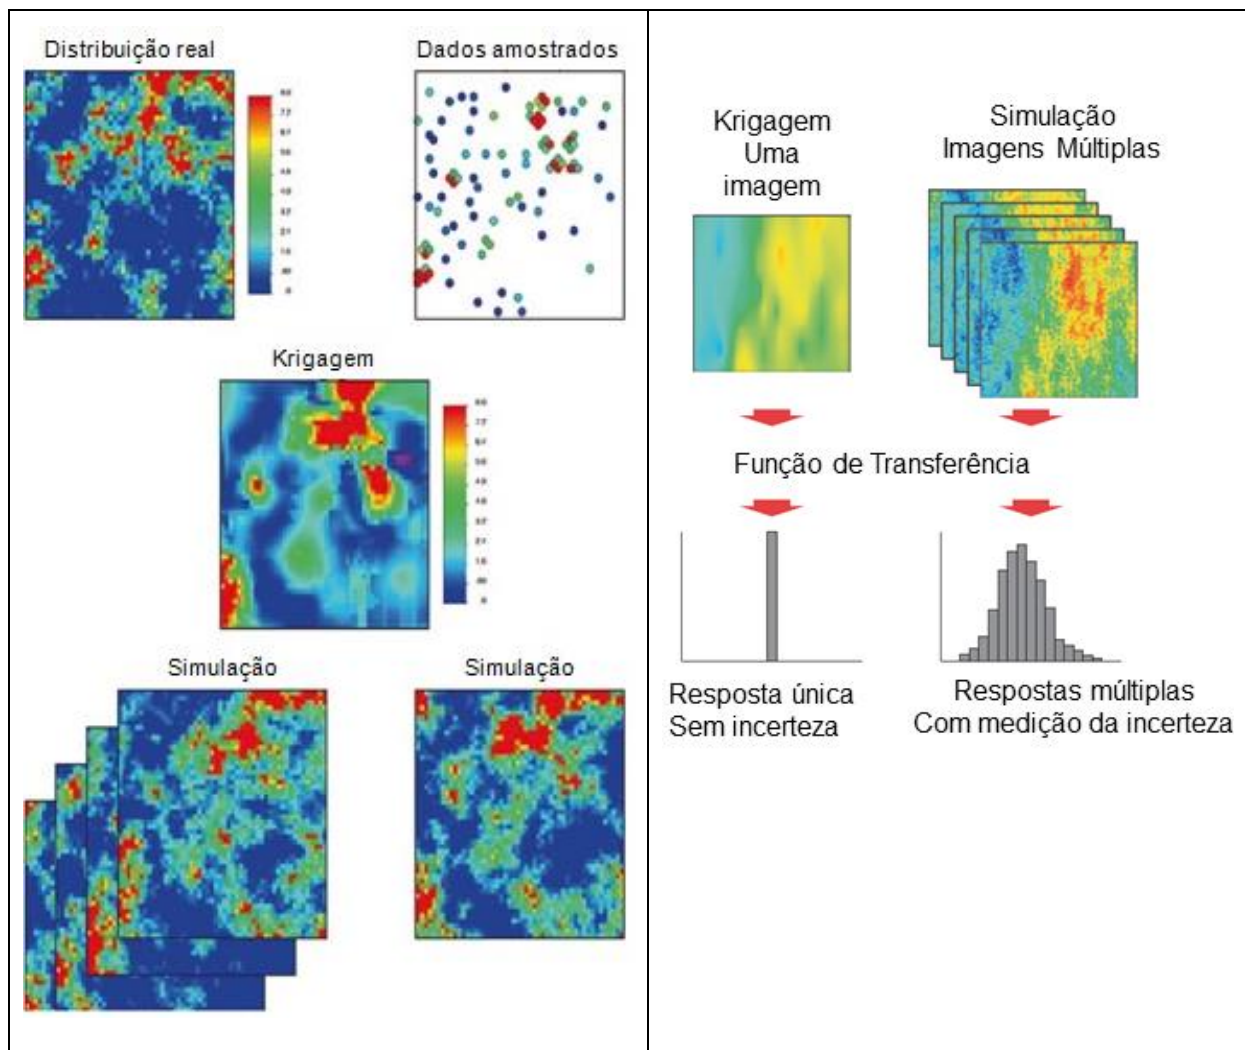 Distribuição real
Dados amostrados
Krigagem
Simulação
Simulação
Krigagem
Uma
imagem
Simulação
Imagens Múltiplas
Função de Transferência
Resposta única
Sem incerteza
Respostas múltiplas
Com medição da incerteza